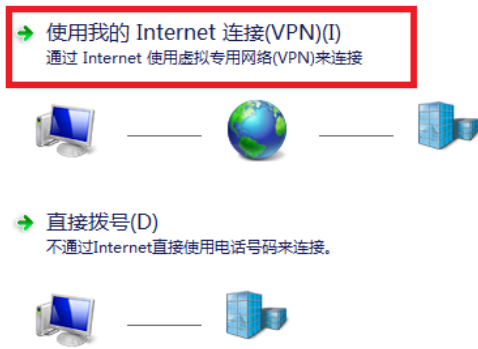 使用我的 Internet 连接(VPN)(I)
通过 Internet 使用虚拟专用网络(VPN)来连接
直接拨号(D)
不通过Internet直接使用电话号码来连接。